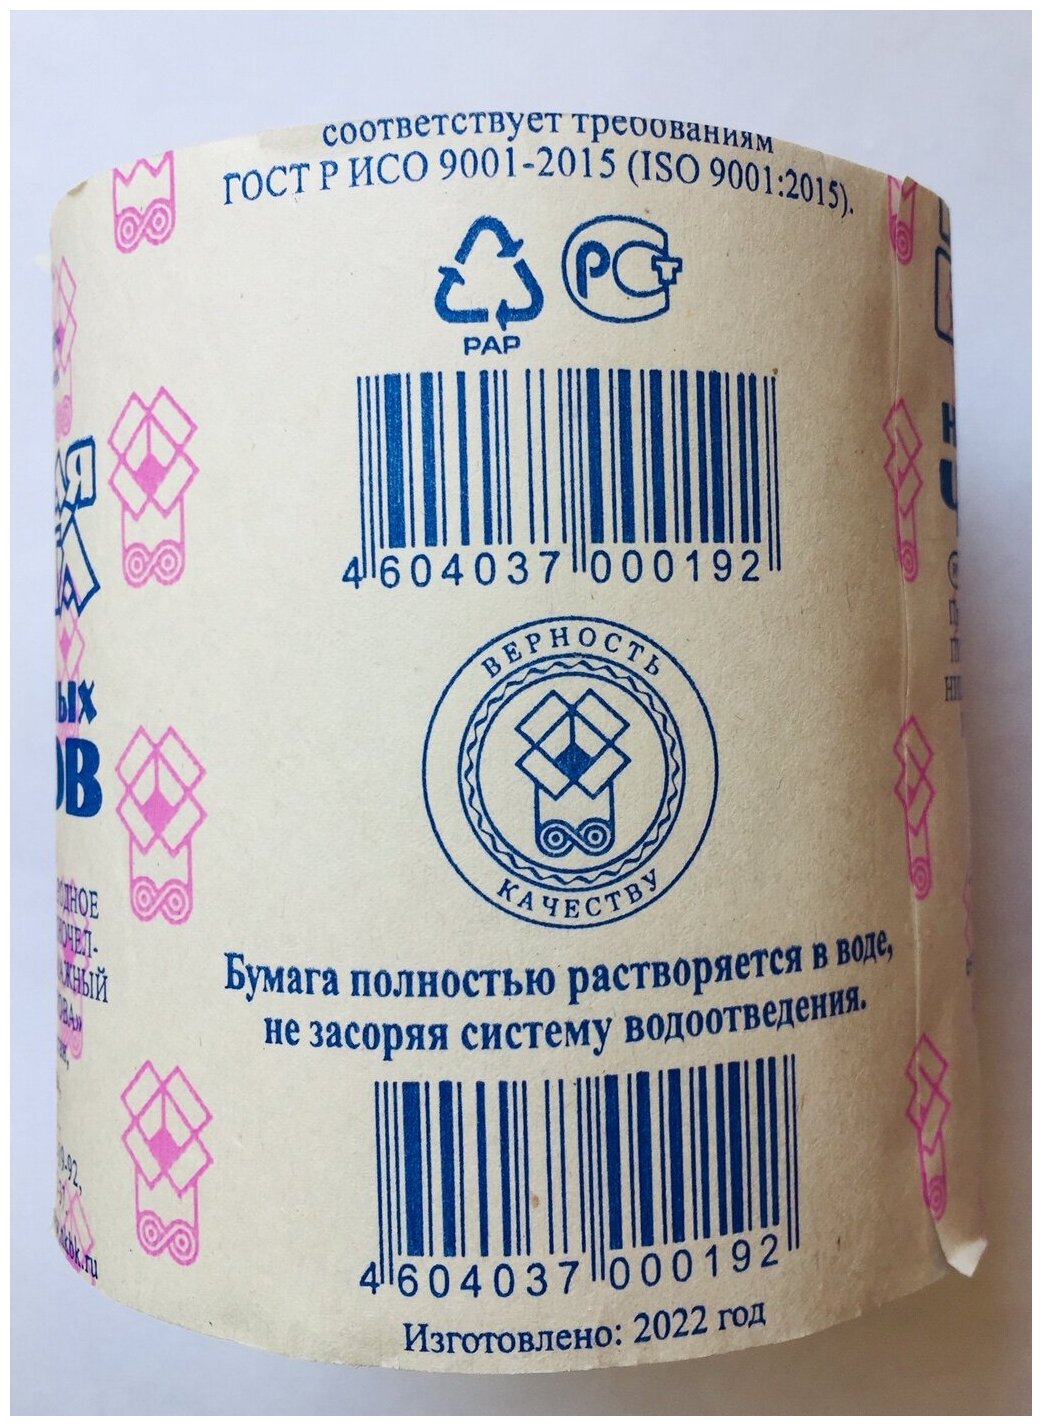 соответствует требованиям
ГОСТ Р ИСО 9001-2015 (ISO 9001:2015).
РСТ
PAP
4 604037 000192
ВЕРНОСТЬ
КАЧЕСТВУ
Бумага полностью растворяется в воде,
не засоряя систему водоотведения.
4 604037 000192
Изготовлено: 2022 год